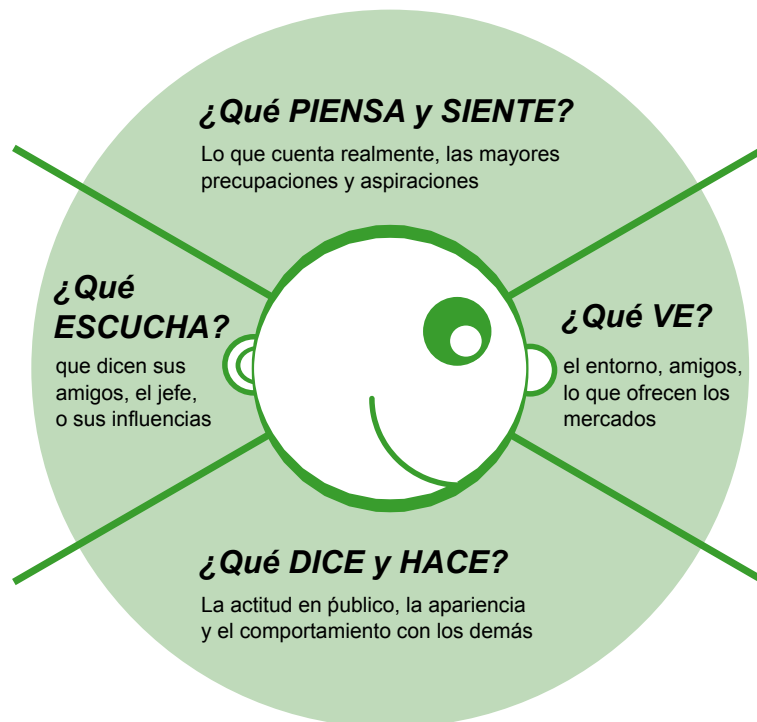 ¿Qué PIENSA y SIENTE?
Lo que cuenta realmente, las mayores
precupaciones y aspiraciones
¿Qué
ESCUCHA?
que dicen sus
amigos, el jefe,
o sus influencias
¿Qué VE?
el entorno, amigos,
lo que ofrecen los
mercados
¿Qué DICE y HACE?
La actitud en ṕublico, la apariencia
y el comportamiento con los demás